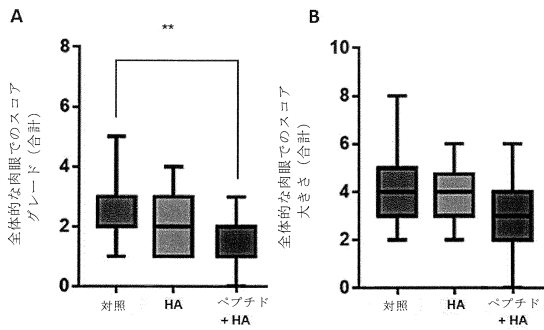 A
**
全体的な肉眼でのスコア
グレード（合計）
8
6
4
2
0
対照
HA
ペプチド
+ HA
B
全体的な肉眼でのスコア
大きさ（合計）
10
8
6
4
2
0
対照
HA
ペプチド
+ HA